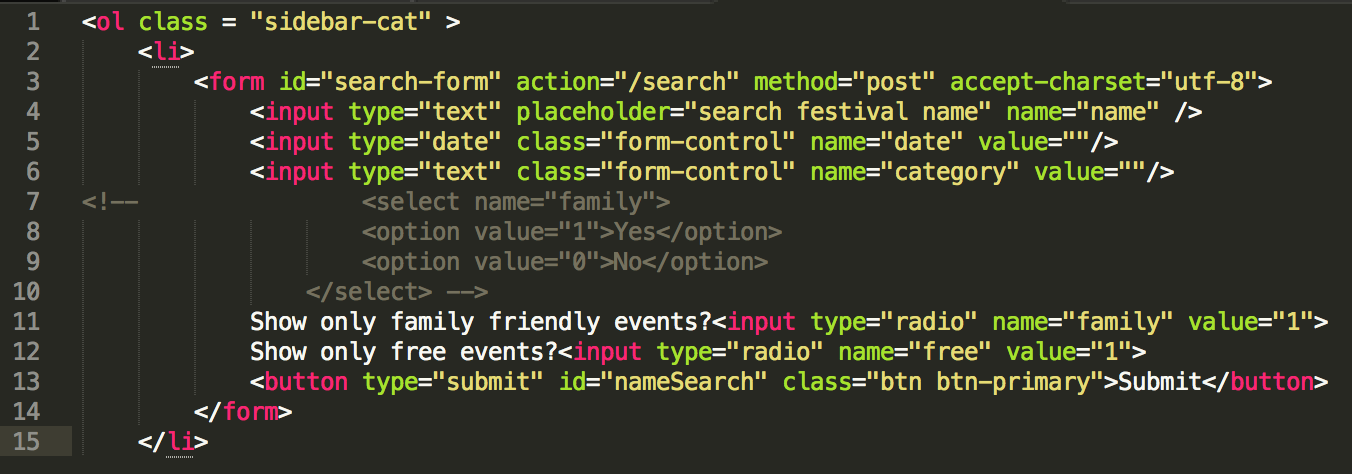 1 <ol class = "sidebar-cat" >
2 <li>
3 <form id="search-form" action="/search" method="post" accept-charset="utf-8">
4 <input type="text" placeholder="search festival name" name="name" />
5 <input type="date" class="form-control" name="date" value=""/>
6 <input type="text" class="form-control" name="category" value=""/>
7 <!-- <select name="family">
8 <option value="1">Yes</option>
9 <option value="0">No</option>
10 </select> -->
11 Show only family friendly events?<input type="radio" name="family" value="1">
12 Show only free events?<input type="radio" name="free" value="1">
13 <button type="submit" id="nameSearch" class="btn btn-primary">Submit</button>
14 </form>
15 </li>